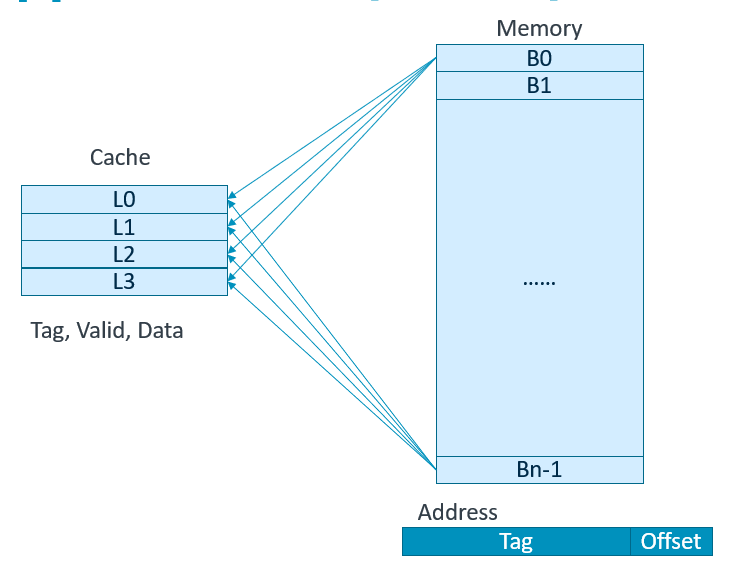 Memory
B0
B1
......
Bn-1
Cache
L0
L1
L2
L3
Tag, Valid, Data
Address
Tag
Offset